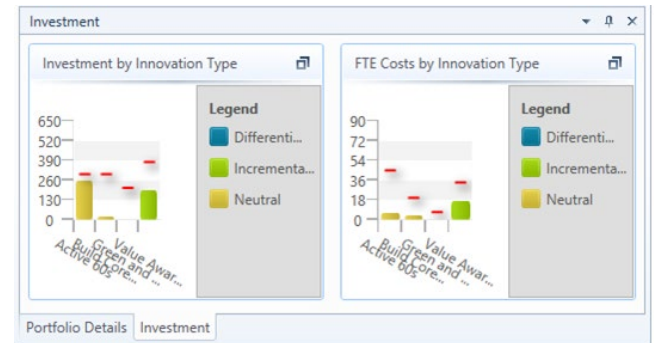 Investment
Investment by Innovation Type
FTE Costs by Innovation Type
650
520
390
260
130
0
Active 60s
Build Core...
Green and ...
Value Awar...
Legend
Differenti...
Incrementa...
Neutral
90
72
54
36
18
0
Active 60s
Build Core...
Green and ...
Value Awar...
Legend
Differenti...
Incrementa...
Neutral
Portfolio Details Investment